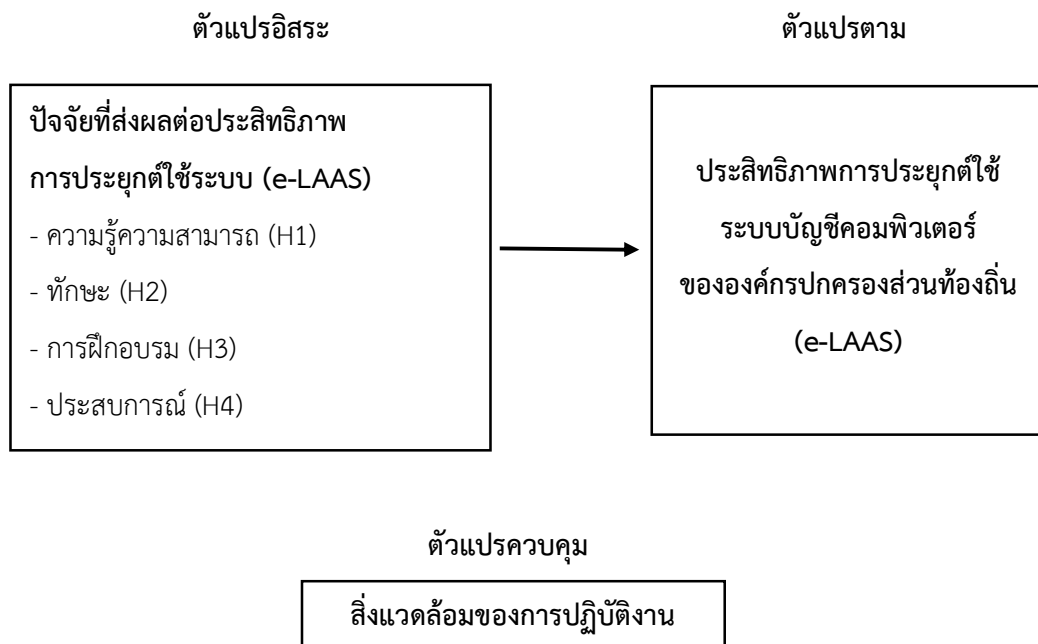 ตัวแปรอิสระ
ตัวแปรตาม
ปัจจัยที่ส่งผลต่อประสิทธิภาพ
การประยุกต์ใช้ระบบ (e-LAAS)
- ความรู้ความสามารถ (H1)
- ทักษะ (H2)
- การฝึกอบรม (H3)
- ประสบการณ์ (H4)
ประสิทธิภาพการประยุกต์ใช้
ระบบบัญชีคอมพิวเตอร์
ขององค์กรปกครองส่วนท้องถิ่น
(e-LAAS)
ตัวแปรควบคุม
สิ่งแวดล้อมของการปฏิบัติงาน